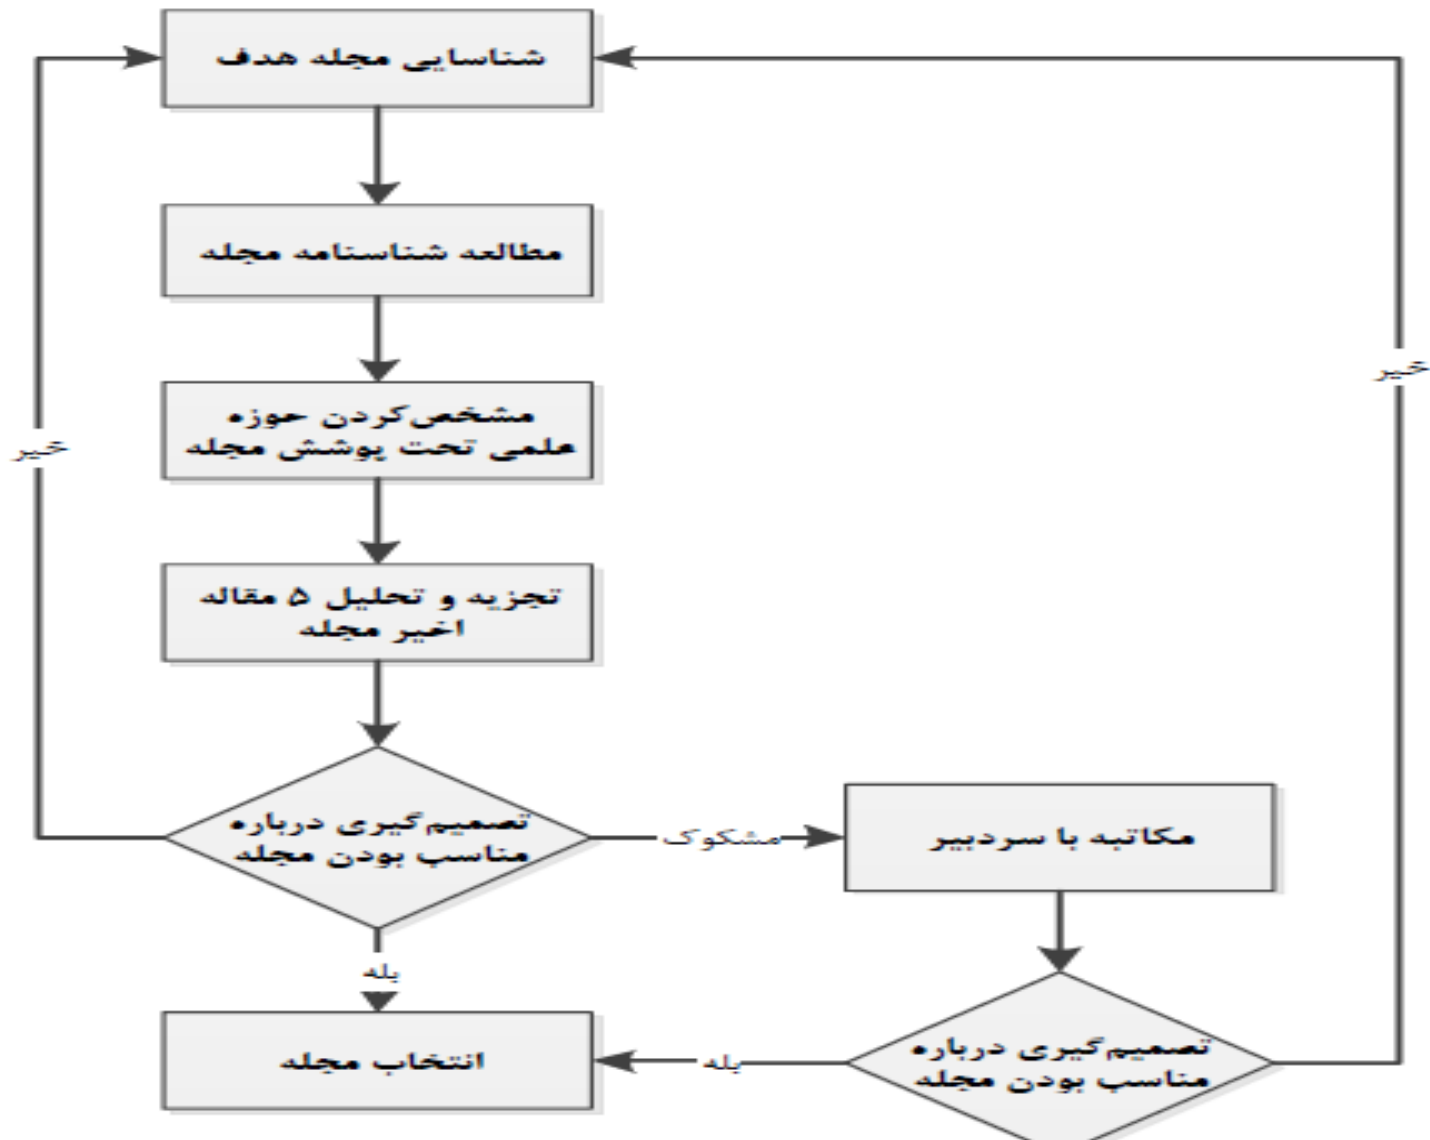 شناسایی مجله هدف
مطالعه شناسنامه مجله
خیر
مشخص‌کردن حوزه
علمی تحت پوشش مجله
خیر
تجزیه و تحلیل ۵ مقاله
اخیر مجله
تصمیم‌گیری درباره
مناسب بودن مجله
مشکوک
مکاتبه با سردبیر
بله
انتخاب مجله
بله
تصمیم‌گیری درباره
مناسب بودن مجله